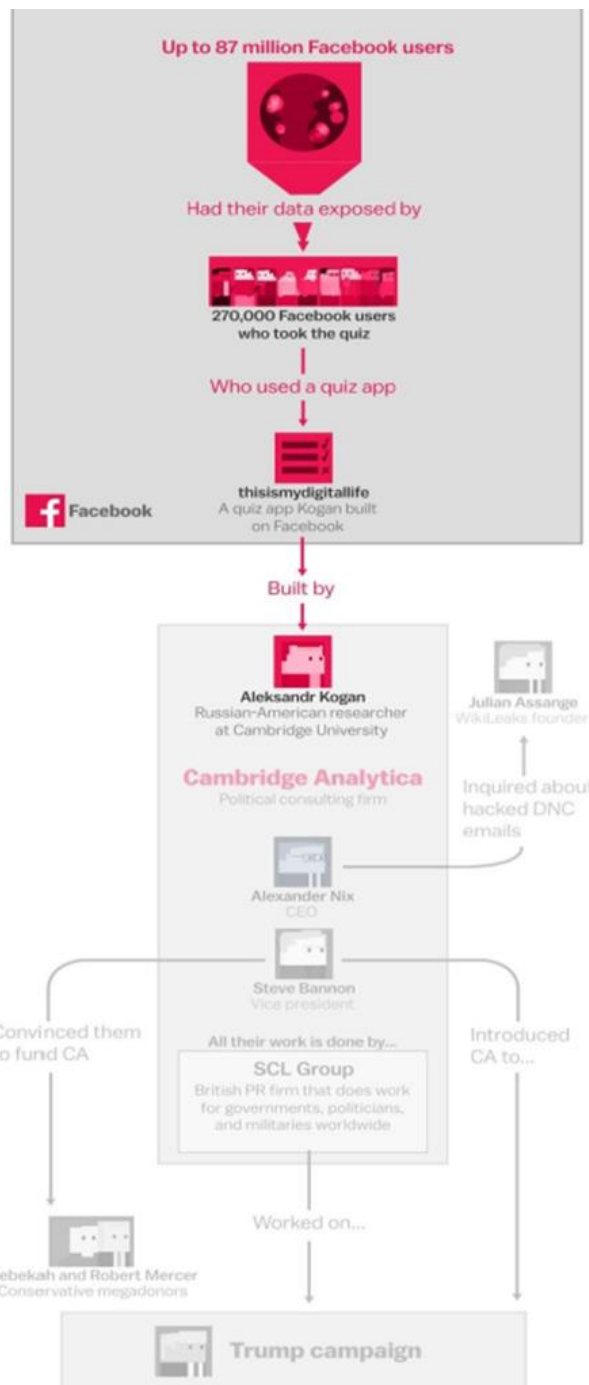 Up to 87 million Facebook users
Had their data exposed by
270,000 Facebook users
who took the quiz
Who used a quiz app
thisismydigitallife
A quiz app Kogan built
on Facebook
Facebook
Built by
Aleksandr Kogan
Russian-American researcher
at Cambridge University
Julian Assange
WikiLeaks founder
Cambridge Analytica
Political consulting firm
Inquired about
hacked DNC
emails
Alexander Nix
CEO
Steve Bannon
Vice president
Convinced them
to fund CA
Introduced
CA to...
All their work is done by...
SCL Group
British PR firm that does work
for governments, politicians,
and militaries worldwide
Worked on...
ebekah and Robert Mercer
Conservative megadonors
Trump campaign